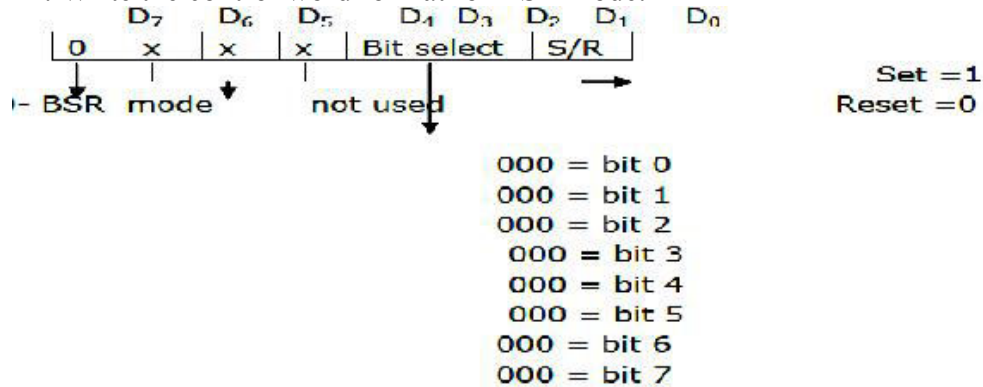 D₇ D₆ D₅ D₄ D₃ D₂ D₁ D₀
0 x x x Bit select S/R
Set =1
- BSR mode not used Reset =0
000 = bit 0
000 = bit 1
000 = bit 2
000 = bit 3
000 = bit 4
000 = bit 5
000 = bit 6
000 = bit 7